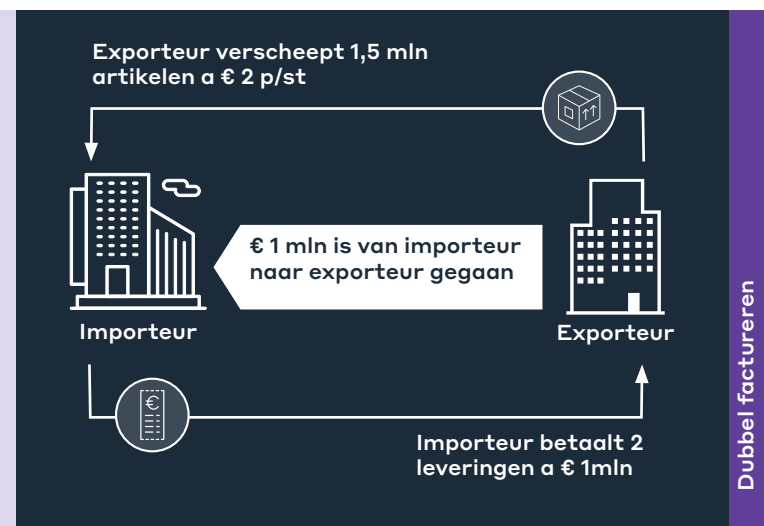 Exporteur verscheept 1,5 mln
artikelen a € 2 p/st
€ 1 mln is van importeur
naar exporteur gegaan
Importeur
Exporteur
€
Importeur betaalt 2
leveringen a € 1mln
Dubbel factureren